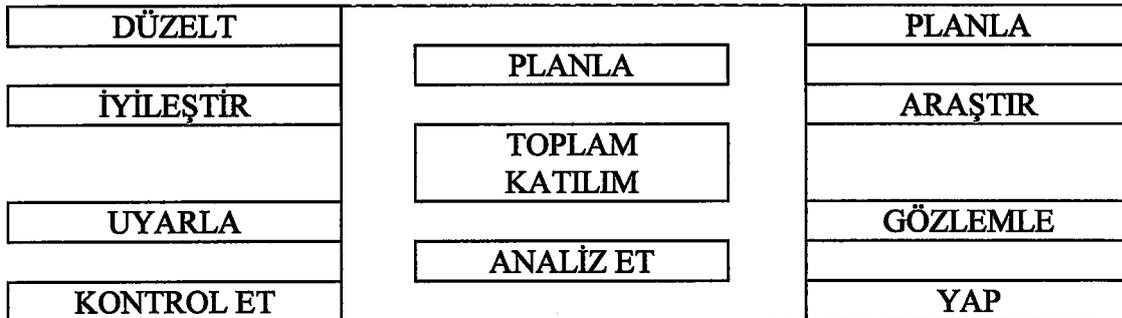 DÜZELT
PLANLA
PLANLA
İYİLEŞTİR
ARAŞTIR
TOPLAM
KATILIM
UYARLA
GÖZLEMLE
ANALİZ ET
KONTROL ET
YAP